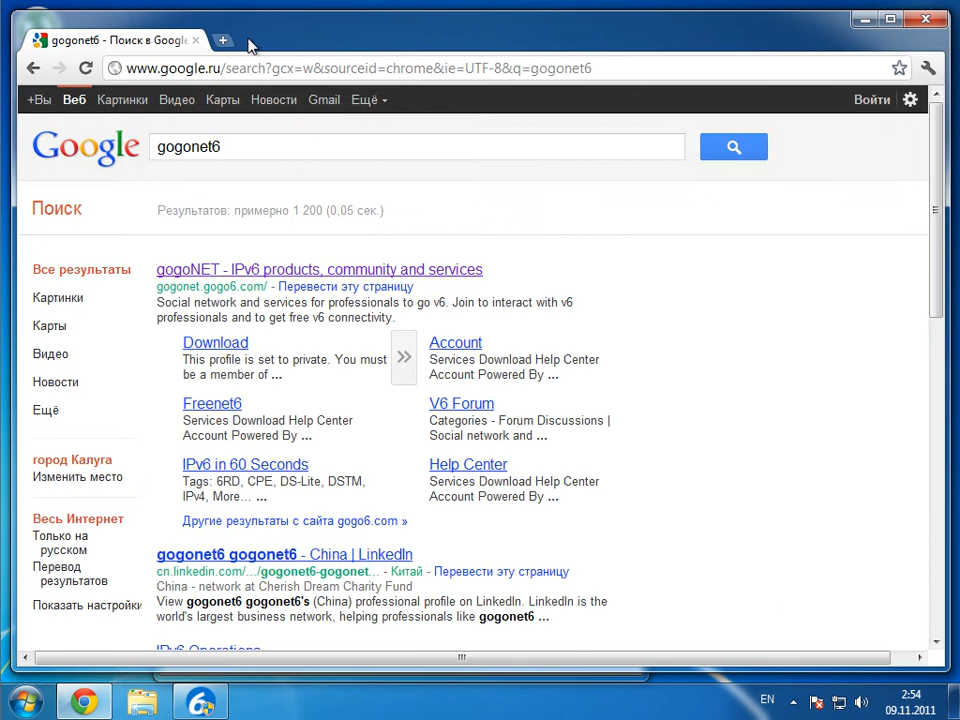 gogonet6 - Поиск в Google
www.google.ru/search?gcx=w&sourceid=chrome&ie=UTF-8&q=gogonet6
+Вы Веб Картинки Видео Карты Новости Gmail Ещё Войти
Google gogonet6
Поиск Результатов: примерно 1 200 (0,05 сек.)
Все результаты
Картинки
Карты
Видео
Новости
Ещё
город Калуга
Изменить место
Весь Интернет
Только на
русском
Перевод
результатов
Показать настройки
gogoNET - IPv6 products, community and services
gogonet.gogo6.com/ - Перевести эту страницу
Social network and services for professionals to go v6. Join to interact with v6
professionals and to get free v6 connectivity.
Download
This profile is set to private. You must
be a member of ...
Account
Services Download Help Center
Account Powered By ...
Freenet6
Services Download Help Center
Account Powered By ...
V6 Forum
Categories - Forum Discussions |
Social network and ...
IPv6 in 60 Seconds
Tags: 6RD, CPE, DS-Lite, DSTM,
IPv4, More... ...
Help Center
Services Download Help Center
Account Powered By ...
Другие результаты с сайта gogo6.com »
gogonet6 gogonet6 - China | LinkedIn
cn.linkedin.com/.../gogonet6-gogonet... - Китай - Перевести эту страницу
China - network at Cherish Dream Charity Fund
View gogonet6 gogonet6's (China) professional profile on LinkedIn. LinkedIn is the
world's largest business network, helping professionals like gogonet6 ...
IPv6 Operations
EN
2:54
09.11.2011